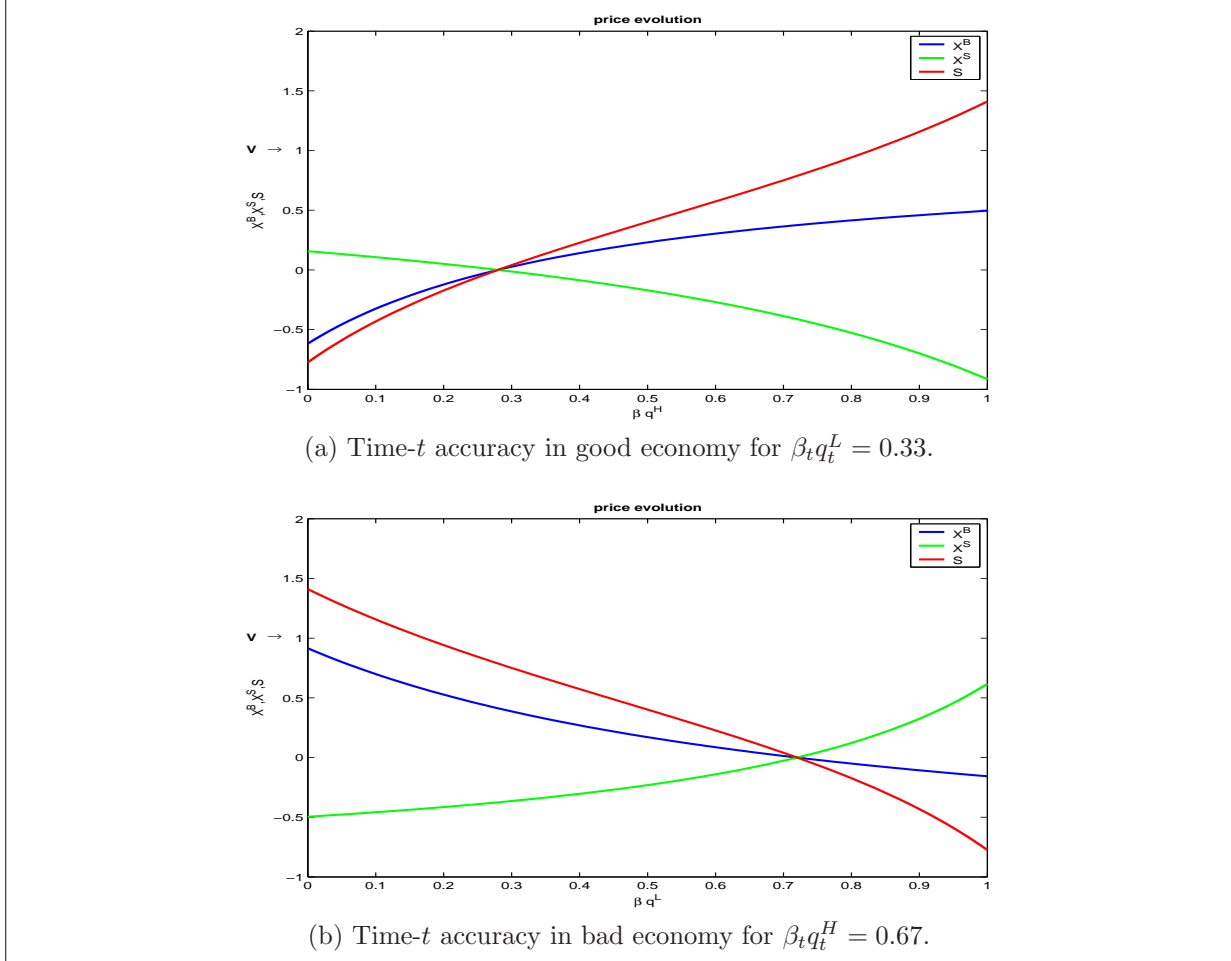 price evolution
2
1.5
V → 1
0.5
0
−0.5
−1
X^B,X^S,S
X^B
X^S
S
0 0.1 0.2 0.3 0.4 0.5 0.6 0.7 0.8 0.9 1
β q^H
(a) Time-t accuracy in good economy for β_t q_t^L = 0.33.
price evolution
2
1.5
V → 1
0.5
0
−0.5
−1
X^B,X^S,S
X^B
X^S
S
0 0.1 0.2 0.3 0.4 0.5 0.6 0.7 0.8 0.9 1
β q^L
(b) Time-t accuracy in bad economy for β_t q_t^H = 0.67.